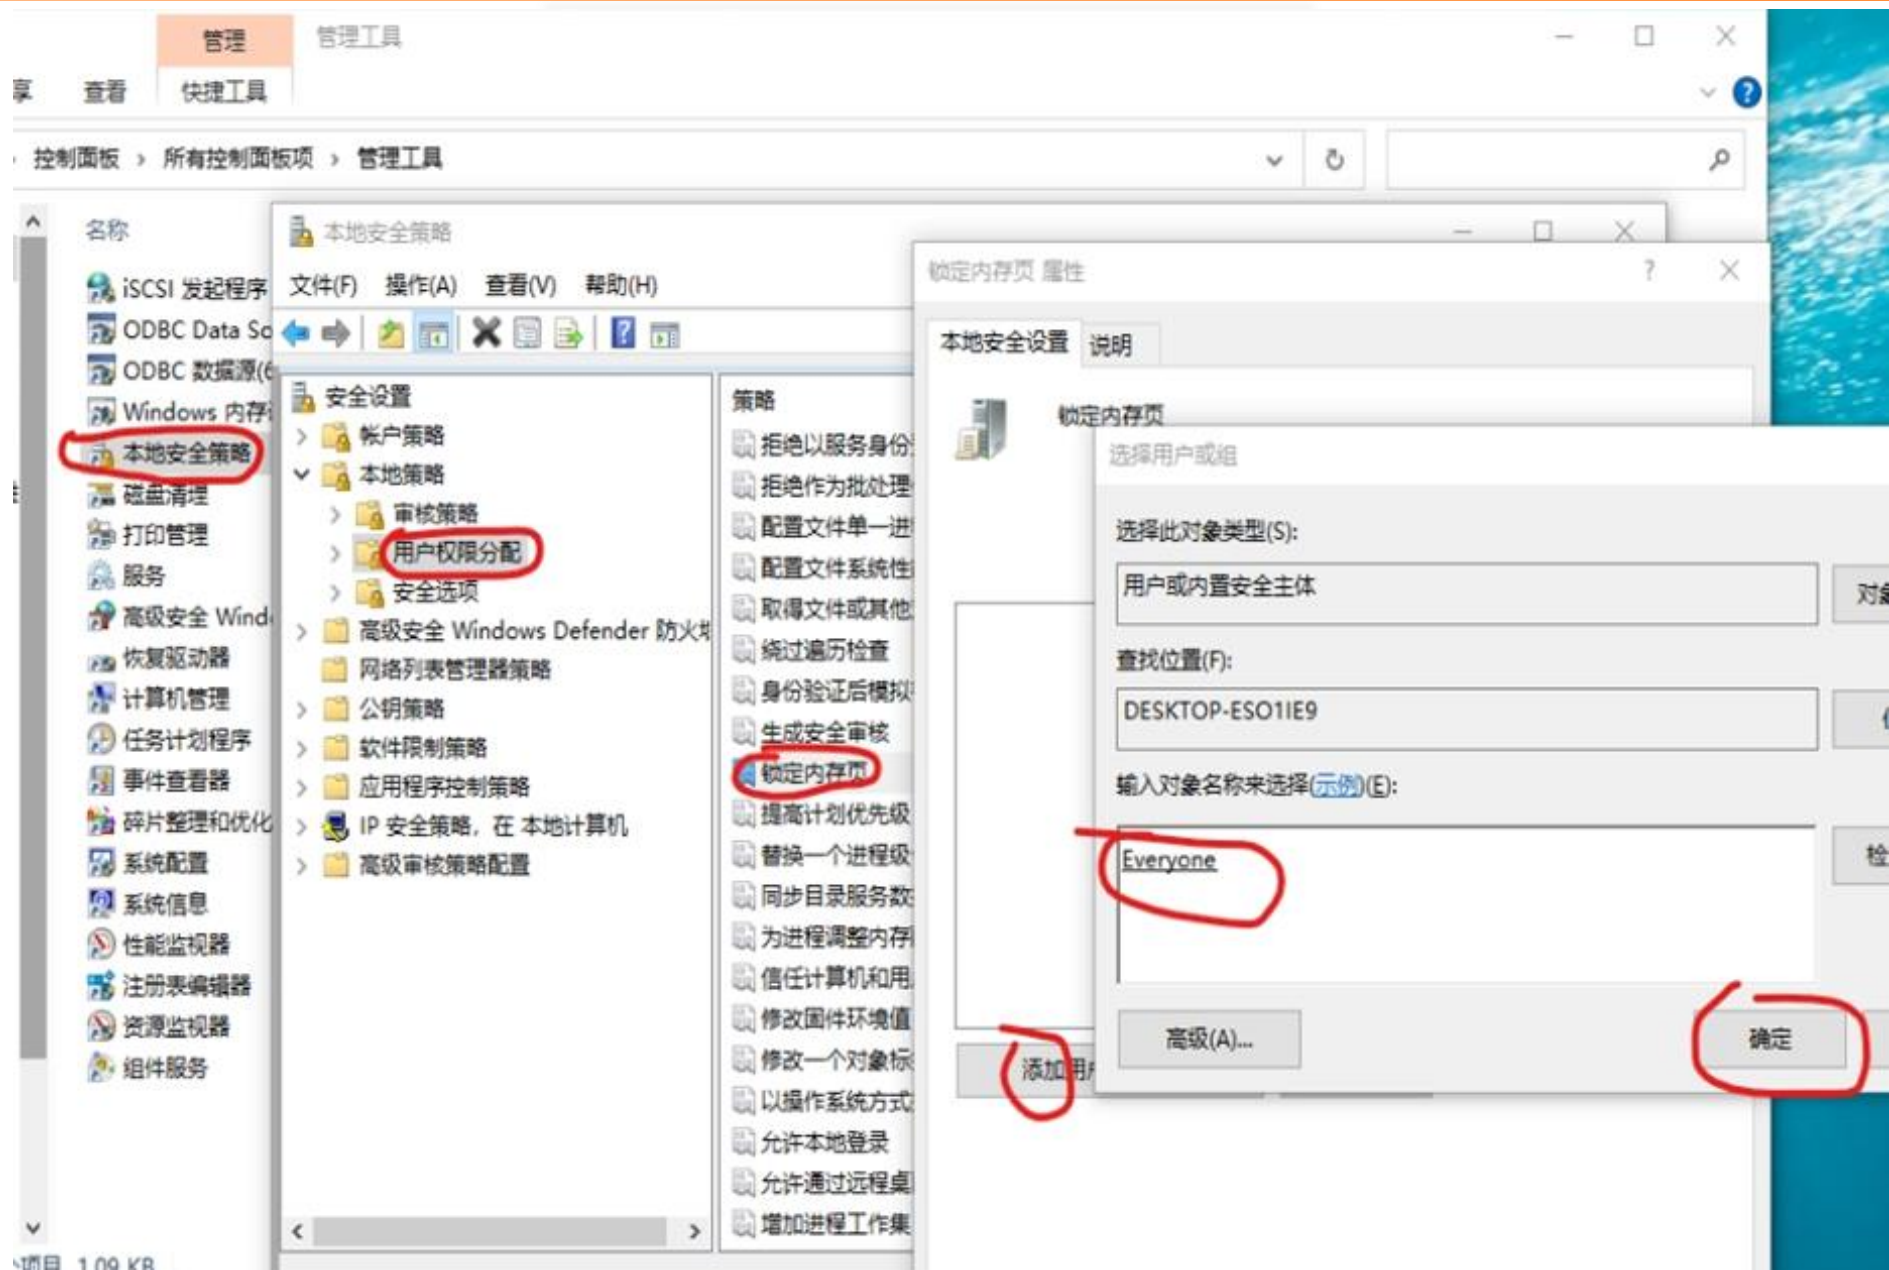 管理
管理工具
享
查看
快捷工具
控制面板 › 所有控制面板项 › 管理工具
名称
iSCSI 发起程序
ODBC Data So
ODBC 数据源(6
Windows 内存
本地安全策略
磁盘清理
打印管理
服务
高级安全 Wind
恢复驱动器
计算机管理
任务计划程序
事件查看器
碎片整理和优化
系统配置
系统信息
性能监视器
注册表编辑器
资源监视器
组件服务
项目 1.09 KB
本地安全策略
文件(F) 操作(A) 查看(V) 帮助(H)
安全设置
帐户策略
本地策略
审核策略
用户权限分配
安全选项
高级安全 Windows Defender 防火墙
网络列表管理器策略
公钥策略
软件限制策略
应用程序控制策略
IP 安全策略，在 本地计算机
高级审核策略配置
策略
拒绝以服务身份
拒绝作为批处理
配置文件单一进
配置文件系统性
取得文件或其他
绕过遍历检查
身份验证后模拟
生成安全审核
锁定内存页
提高计划优先级
替换一个进程级
同步目录服务数
为进程调整内存
信任计算机和用
修改固件环境值
修改一个对象标
以操作系统方式
允许本地登录
允许通过远程桌
增加进程工作集
锁定内存页 属性
本地安全设置
说明
锁定内存页
添加用户
选择用户或组
选择此对象类型(S):
用户或内置安全主体
对象
查找位置(F):
DESKTOP-ESO1IE9
输入对象名称来选择(示例)(E):
Everyone
检
高级(A)...
确定